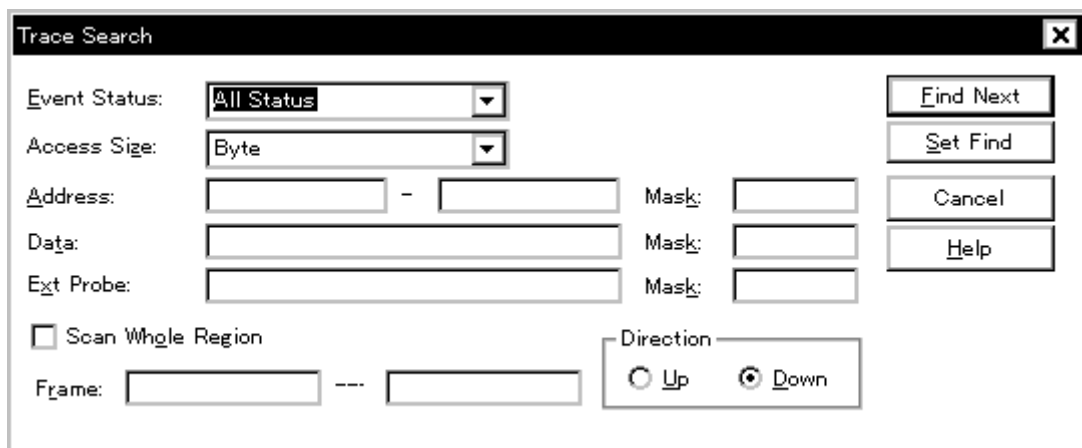 Trace Search
Event Status: All Status Find Next
Access Size: Byte Set Find
Address: - Mask: Cancel
Data: Mask: Help
Ext Probe: Mask:
Scan Whole Region Direction
Frame: ---- Up Down